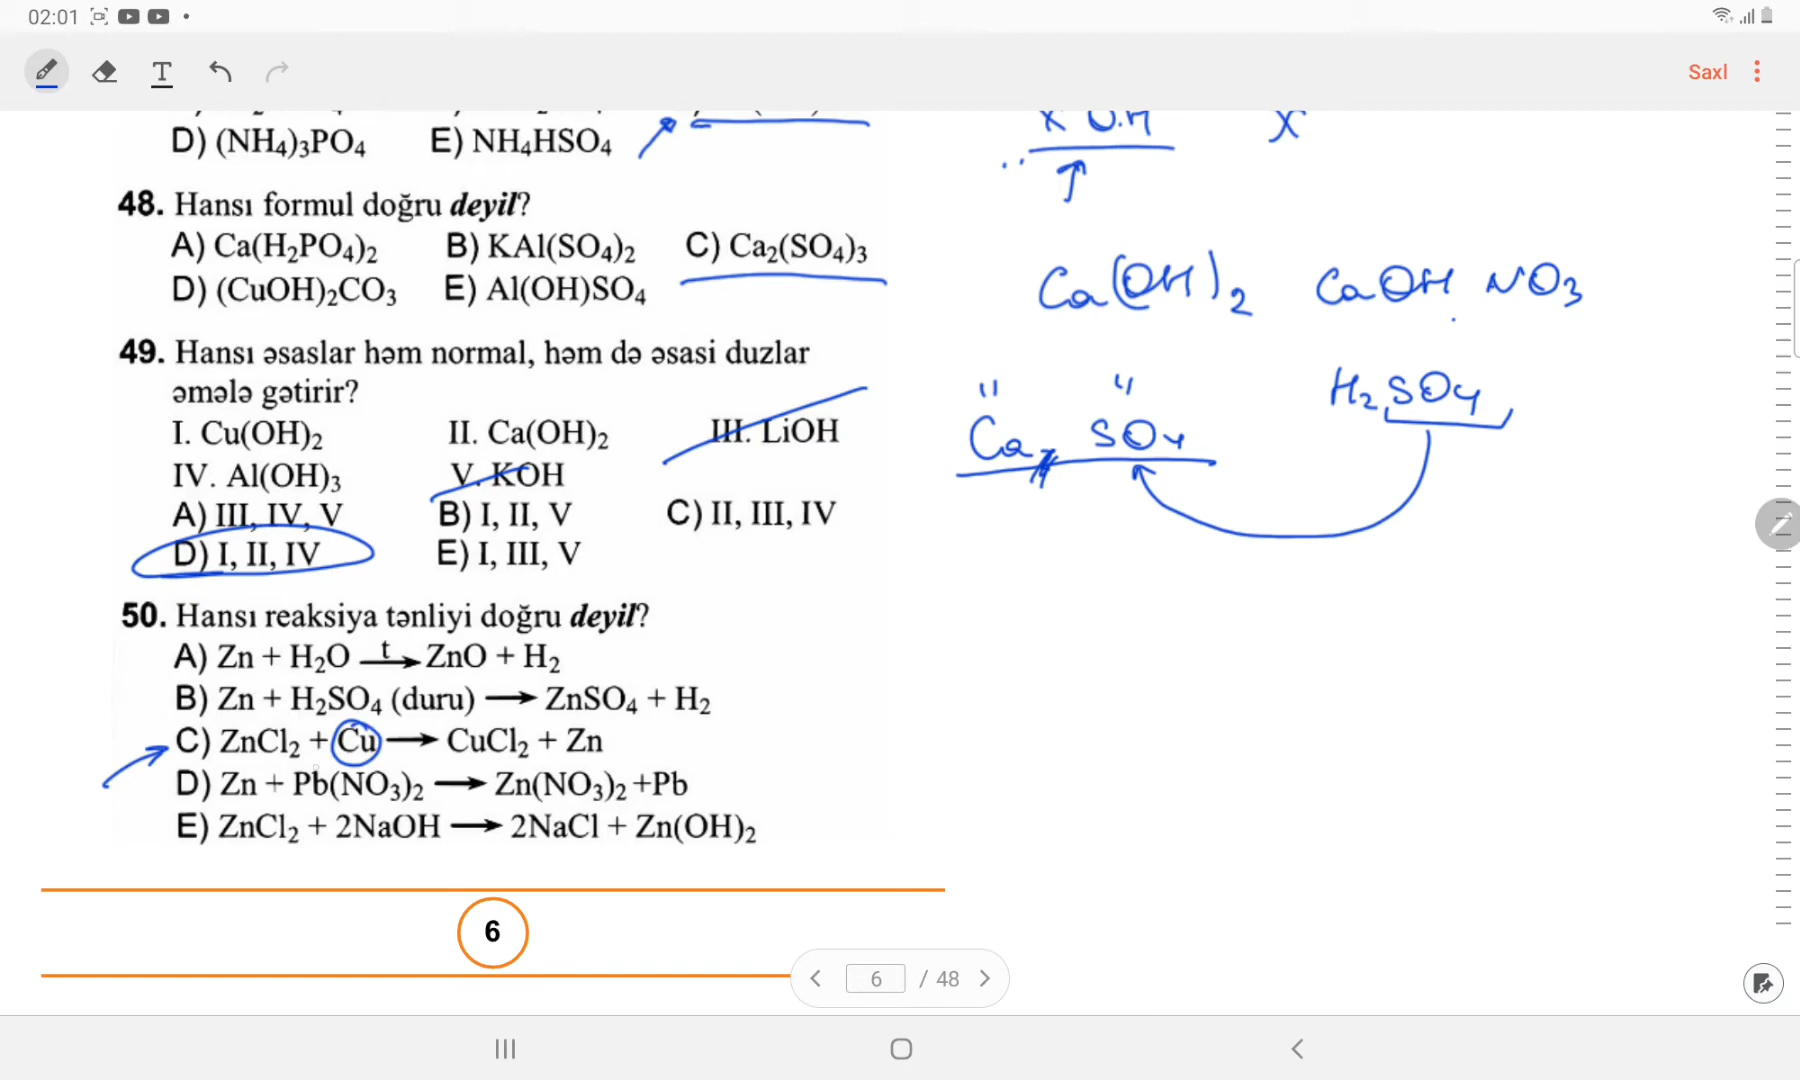 02:01
Saxl
D) (NH₄)₃PO₄ E) NH₄HSO₄
x
48. Hansı formul doğru deyil?
A) Ca(H₂PO₄)₂ B) KAl(SO₄)₂ C) Ca₂(SO₄)₃
D) (CuOH)₂CO₃ E) Al(OH)SO₄
Ca(OH)₂ CaOH NO₃
49. Hansı əsaslar həm normal, həm də əsasi duzlar
əmələ gətirir?
I. Cu(OH)₂ II. Ca(OH)₂ III. LiOH
IV. Al(OH)₃ V. KOH
A) III, IV, V B) I, II, V C) II, III, IV
D) I, II, IV E) I, III, V
H₂SO₄
II II
Ca SO₄
50. Hansı reaksiya tənliyi doğru deyil?
A) Zn + H₂O t→ ZnO + H₂
B) Zn + H₂SO₄ (duru) → ZnSO₄ + H₂
C) ZnCl₂ + Cu → CuCl₂ + Zn
D) Zn + Pb(NO₃)₂ → Zn(NO₃)₂ +Pb
E) ZnCl₂ + 2NaOH → 2NaCl + Zn(OH)₂
6
6 / 48